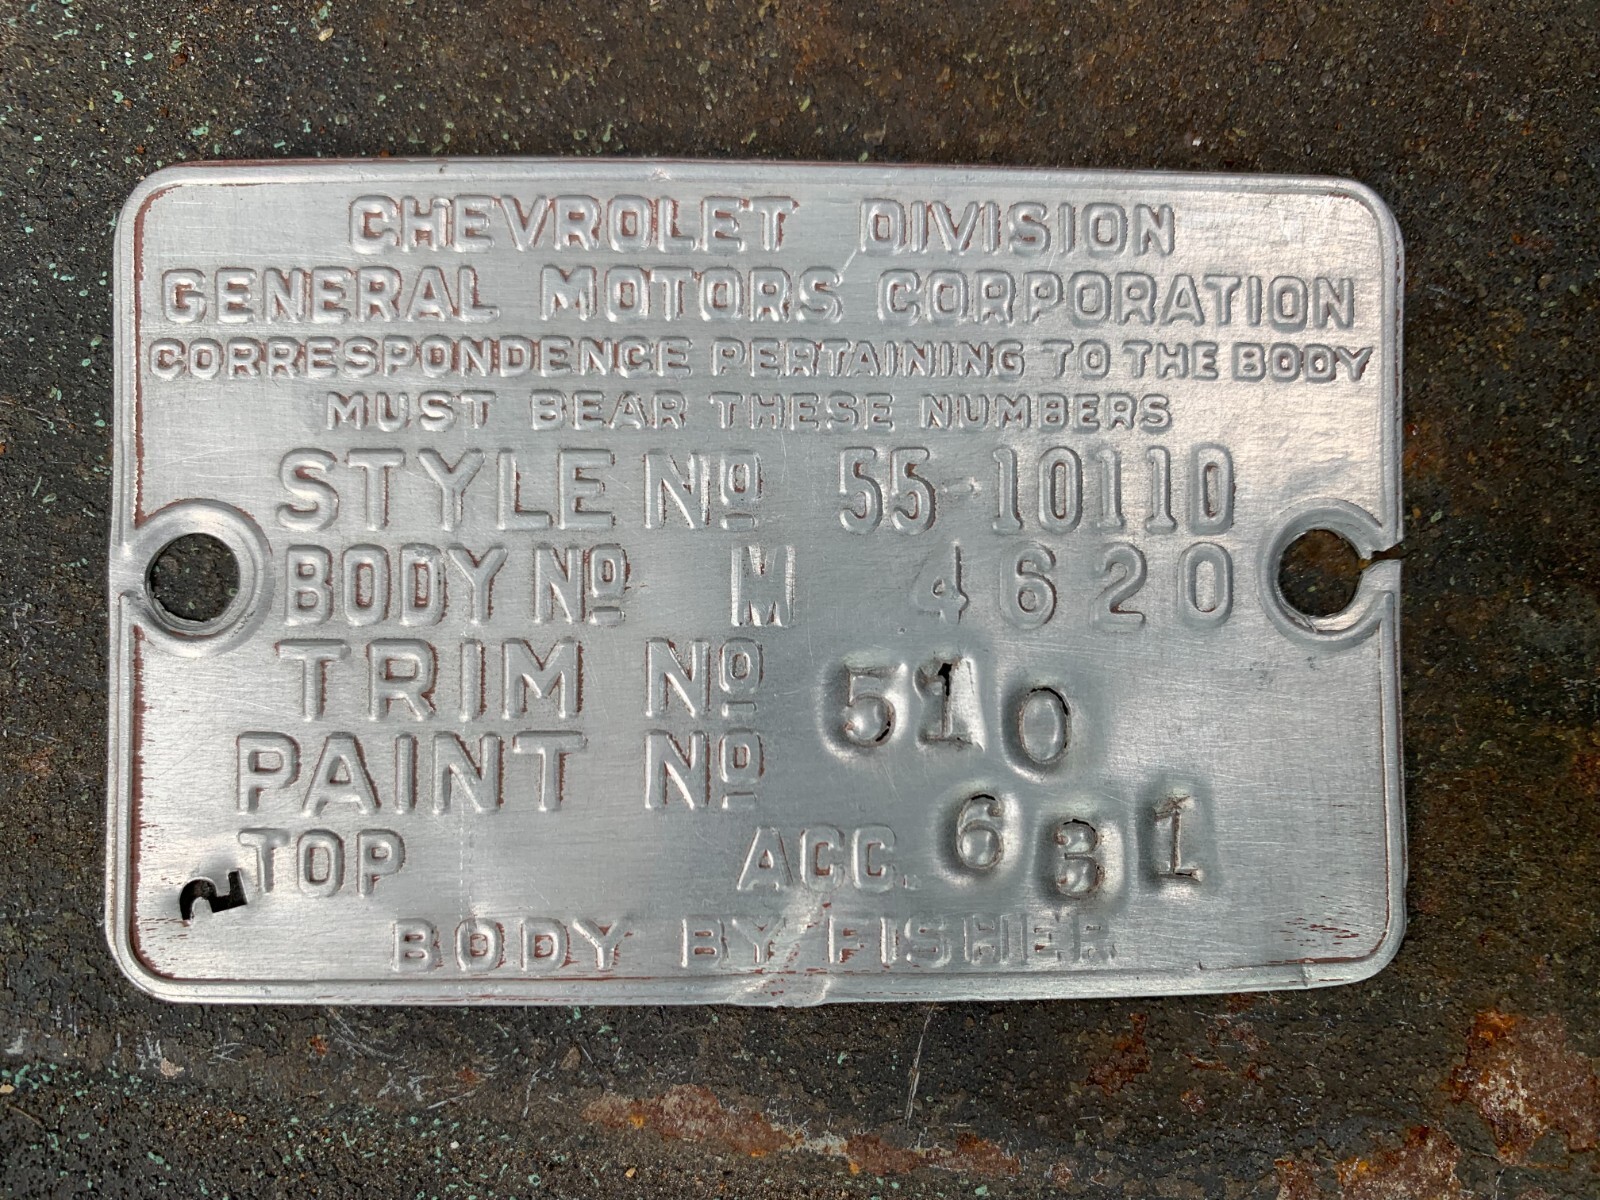 CHEVROLET DIVISION
GENERAL MOTORS CORPORATION
CORRESPONDENCE PERTAINING TO THE BODY
MUST BEAR THESE NUMBERS
STYLE No 55-10110
BODY No M 4620
TRIM No 510
PAINT No 631
TOP ACC.
2
BODY BY FISHER